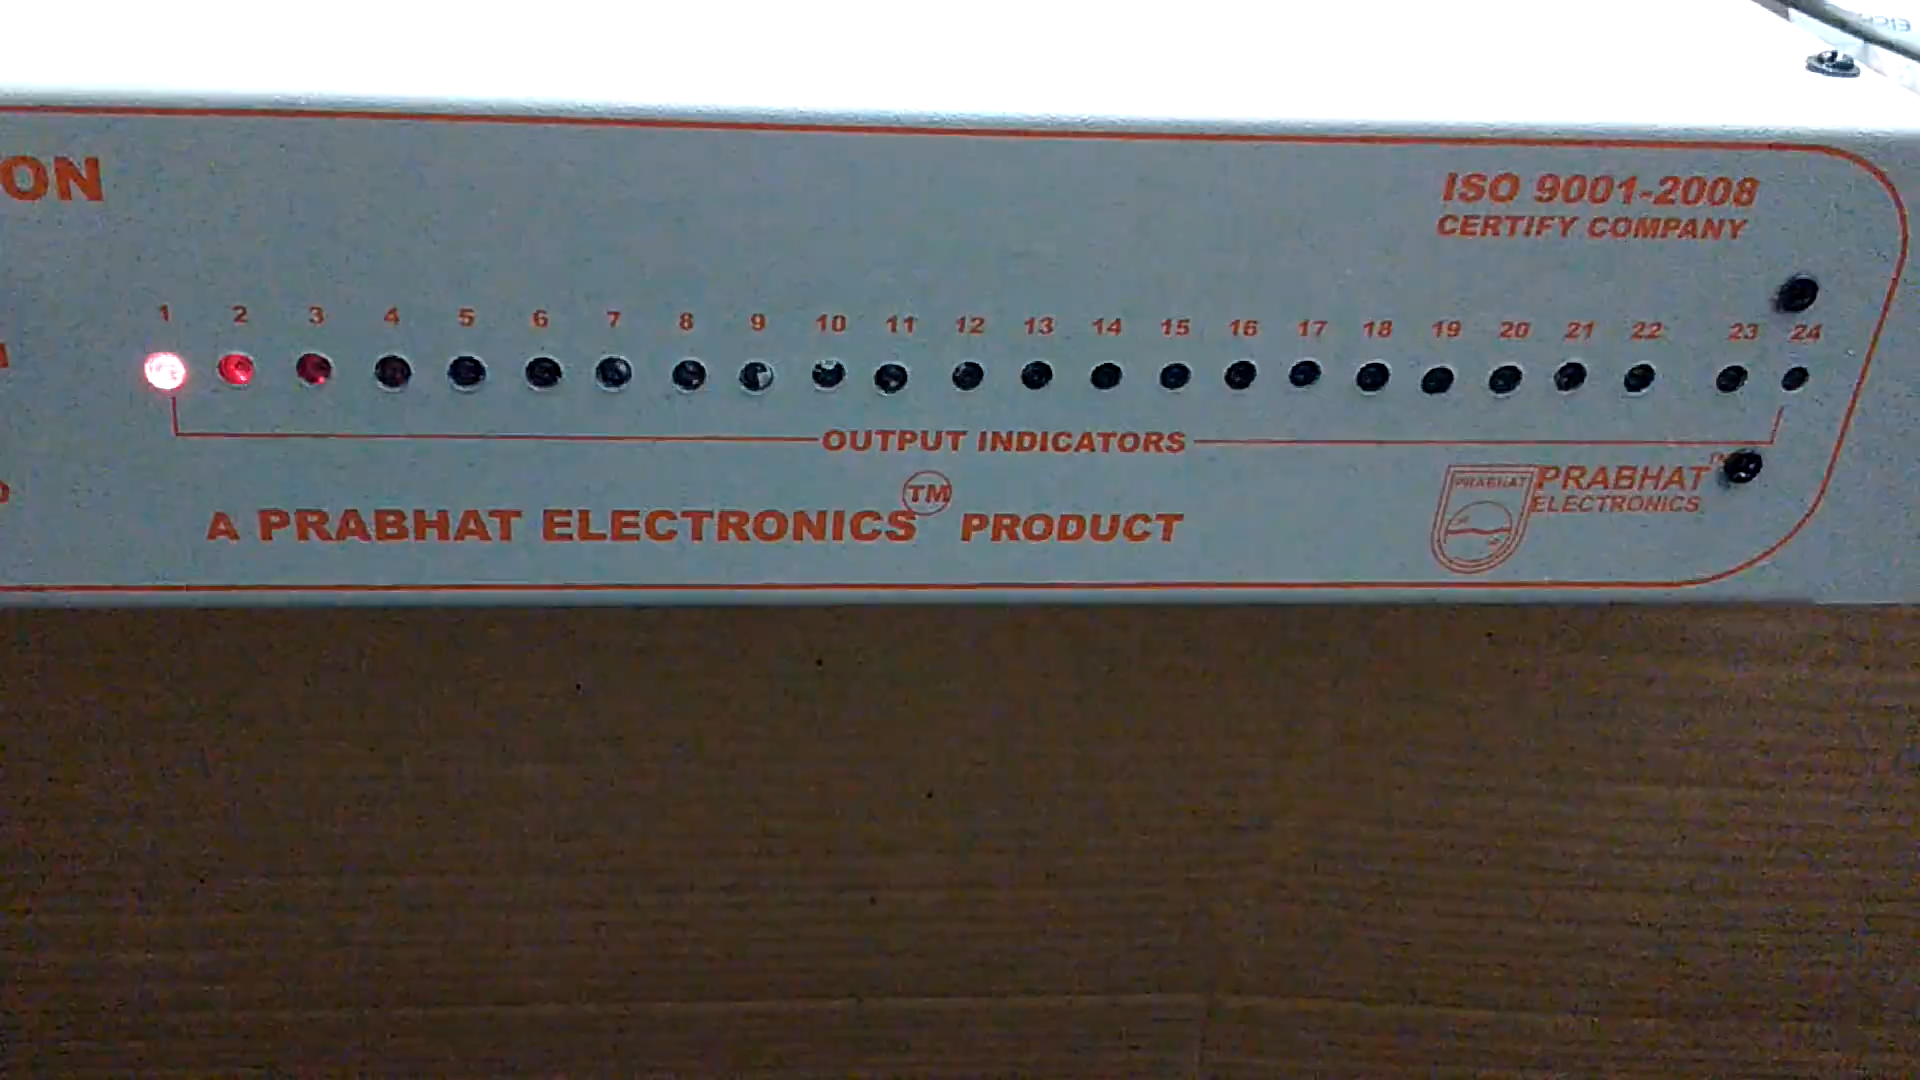 ON
ISO 9001-2008
CERTIFY COMPANY
1 2 3 4 5 6 7 8 9 10 11 12 13 14 15 16 17 18 19 20 21 22 23 24
OUTPUT INDICATORS
A PRABHAT ELECTRONICS TM PRODUCT
PRABHAT
PRABHAT TM
ELECTRONICS